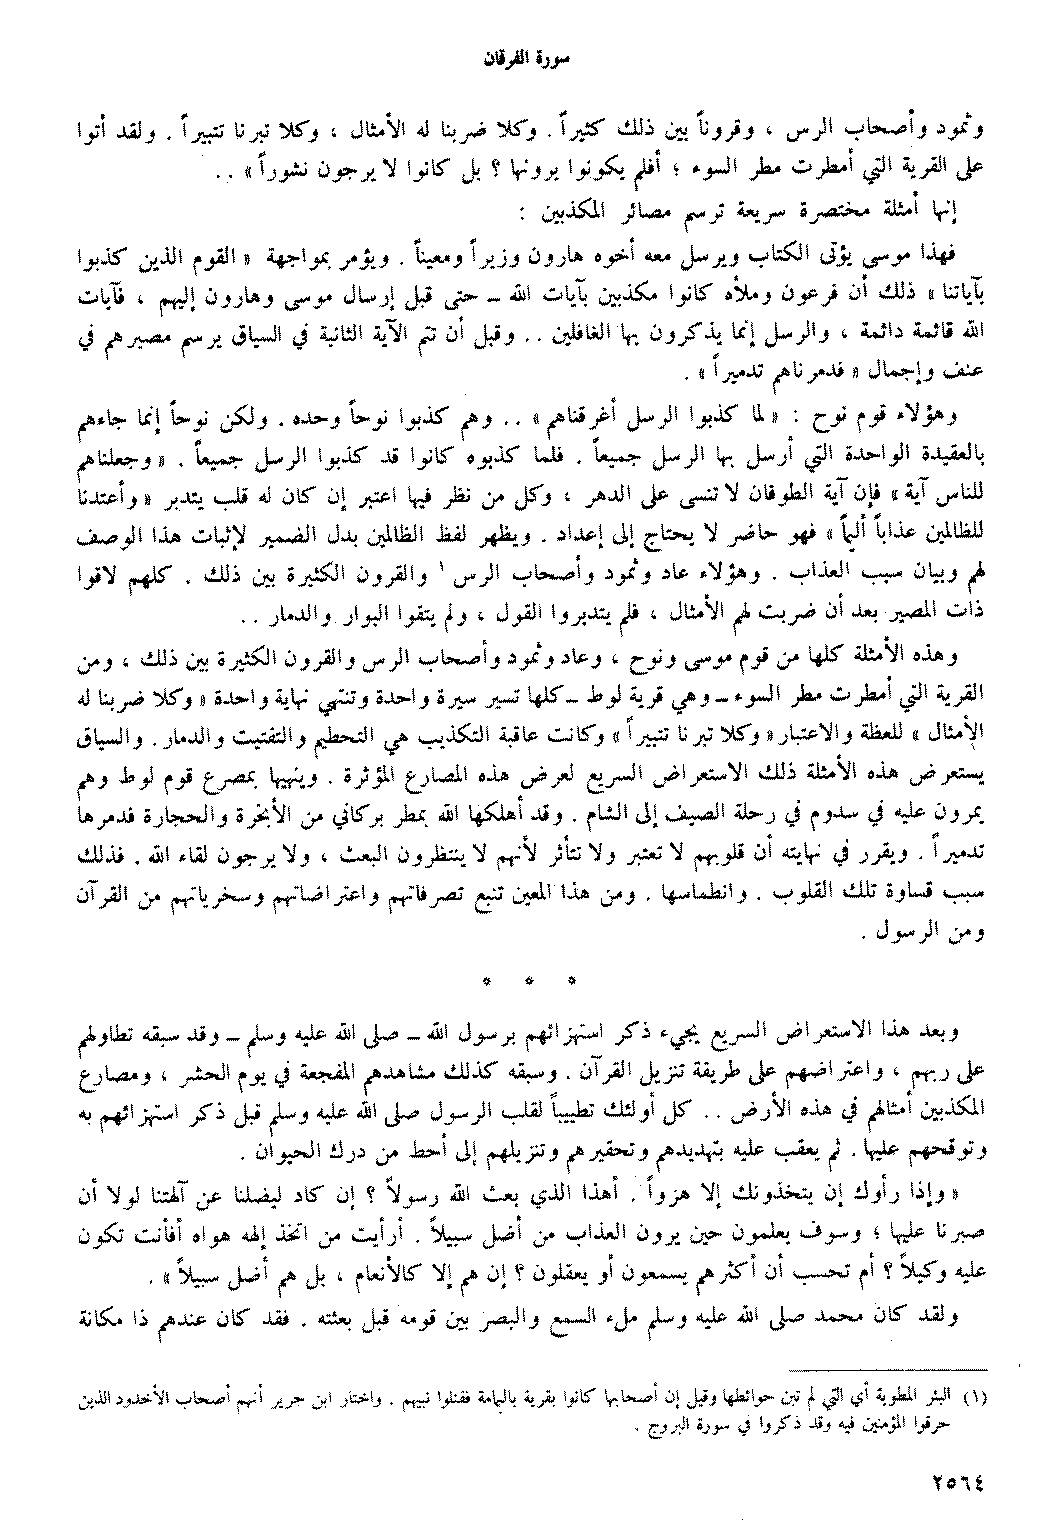 سورة الفرقان
وثمود وأصحاب الرس ، وقروناً بين ذلك كثيراً . وكلا ضربنا له الأمثال ، وكلا تبرنا تتبيراً . ولقد أتوا
على القرية التي أمطرت مطر السوء ؛ أفلم يكونوا يرونها ؟ بل كانوا لا يرجون نشوراً » . .
إنها أمثلة مختصرة سريعة ترسم مصائر المكذبين :
فهذا موسى يؤتى الكتاب ويرسل معه أخوه هارون وزيراً ومعيناً . ويؤمر بمواجهة « القوم الذين كذبوا
بآياتنا » ذلك أن فرعون وملأه كانوا مكذبين بآيات الله – حتى قبل إرسال موسى وهارون إليهم ، فآيات
الله قائمة دائمة ، والرسل إنما يذكرون بها الغافلين . . وقبل أن تتم الآية الثانية في السياق يرسم مصيرهم في
عنف وإجمال « فدمرناهم تدميراً » .
وهؤلاء قوم نوح : « لما كذبوا الرسل أغرقناهم » . . وهم كذبوا نوحاً وحده . ولكن نوحاً إنما جاءهم
بالعقيدة الواحدة التي أرسل بها الرسل جميعاً . فلما كذبوه كانوا قد كذبوا الرسل جميعاً . « وجعلناهم
للناس آية » فإن آية الطوفان لا تنسى على الدهر ، وكل من نظر فيها اعتبر إن كان له قلب يتدبر « وأعتدنا
للظالمين عذاباً أليماً » فهو حاضر لا يحتاج إلى إعداد . ويظهر لفظ الظالمين بدل الضمير لإثبات هذا الوصف
لهم وبيان سبب العذاب . وهؤلاء عاد وثمود وأصحاب الرس ١ والقرون الكثيرة بين ذلك . كلهم لاقوا
ذات المصير بعد أن ضربت لهم الأمثال ، فلم يتدبروا القول ، ولم يتقوا البوار والدمار . .
وهذه الأمثلة كلها من قوم موسى ونوح ، وعاد وثمود وأصحاب الرس والقرون الكثيرة بين ذلك ، ومن
القرية التي أمطرت مطر السوء – وهي قرية لوط – كلها تسير سيرة واحدة وتنتهي نهاية واحدة « وكلا ضربنا له
الأمثال » للعظة والاعتبار « وكلا تبرنا تتبيراً » وكانت عاقبة التكذيب هي التحطيم والتفتيت والدمار . والسياق
يستعرض هذه الأمثلة ذلك الاستعراض السريع لعرض هذه المصارع المؤثرة . وينهيها بمصرع قوم لوط وهم
يمرون عليه في سدوم في رحلة الصيف إلى الشام . وقد أهلكها الله بمطر بركاني من الأبخرة والحجارة فدمرها
تدميراً . ويقرر في نهايته أن قلوبهم لا تعتبر ولا تتأثر لأنهم لا ينتظرون البعث ، ولا يرجون لقاء الله . فذلك
سبب قساوة تلك القلوب . وانطماسها . ومن هذا المعين تنبع تصرفاتهم واعتراضاتهم وسخرياتهم من القرآن
ومن الرسول .
* * *
وبعد هذا الاستعراض السريع يجيء ذكر استهزائهم برسول الله – صلى الله عليه وسلم – وقد سبقه تطاولهم
على ربهم ، واعتراضهم على طريقة تنزيل القرآن . وسبقه كذلك مشاهدهم المفجعة في يوم الحشر ، ومصارع
المكذبين أمثالهم في هذه الأرض . . كل أولئك تطييباً لقلب الرسول صلى الله عليه وسلم قبل ذكر استهزائهم به
وتوقحهم عليها . ثم يعقب عليه بتهديدهم وتحقيرهم وتنزيلهم إلى أحط من درك الحيوان .
« وإذا رأوك إن يتخذونك إلا هزواً . أهذا الذي بعث الله رسولاً ؟ إن كاد ليضلنا عن آلهتنا لولا أن
صبرنا عليها ؛ وسوف يعلمون حين يرون العذاب من أضل سبيلاً . أرأيت من اتخذ إلهه هواه أفأنت تكون
عليه وكيلاً ؟ أم تحسب أن أكثرهم يسمعون أو يعقلون ؟ إن هم إلا كالأنعام ، بل هم أضل سبيلاً » .
ولقد كان محمد صلى الله عليه وسلم ملء السمع والبصر بين قومه قبل بعثته . فقد كان عندهم ذا مكانة
(١) البئر المطوية أي التي لم تبن حوائطها وقيل إن أصحابها كانوا بقرية باليمامة فقتلوا نبيهم . واختار ابن جرير أنهم أصحاب الأخدود الذين
حرقوا المؤمنين فيه وقد ذكروا في سورة البروج .
٢٥٦٤